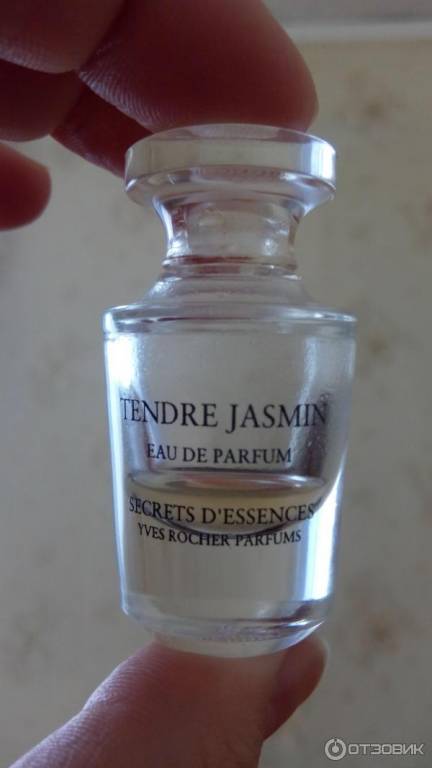 TENDRE JASMIN
EAU DE PARFUM
SECRETS D'ESSENCES
YVES ROCHER PARFUMS
ОТЗОВИК